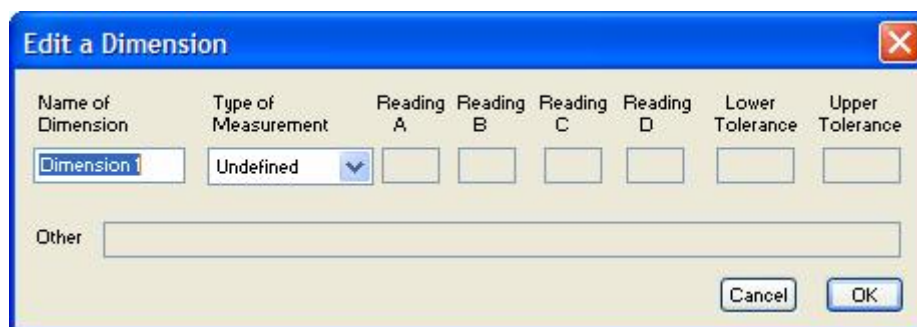 Edit a Dimension
Name of Type of Reading Reading Reading Reading Lower Upper
Dimension Measurement A B C D Tolerance Tolerance
Dimension 1 Undefined
Other
Cancel OK